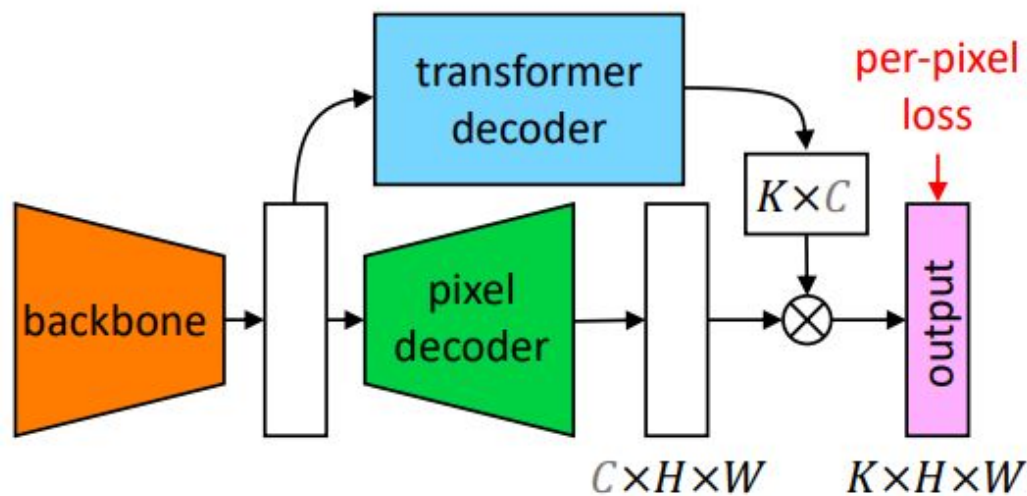 transformer
decoder
per-pixel
loss
K×C
backbone
pixel
decoder
output
C×H×W
K×H×W